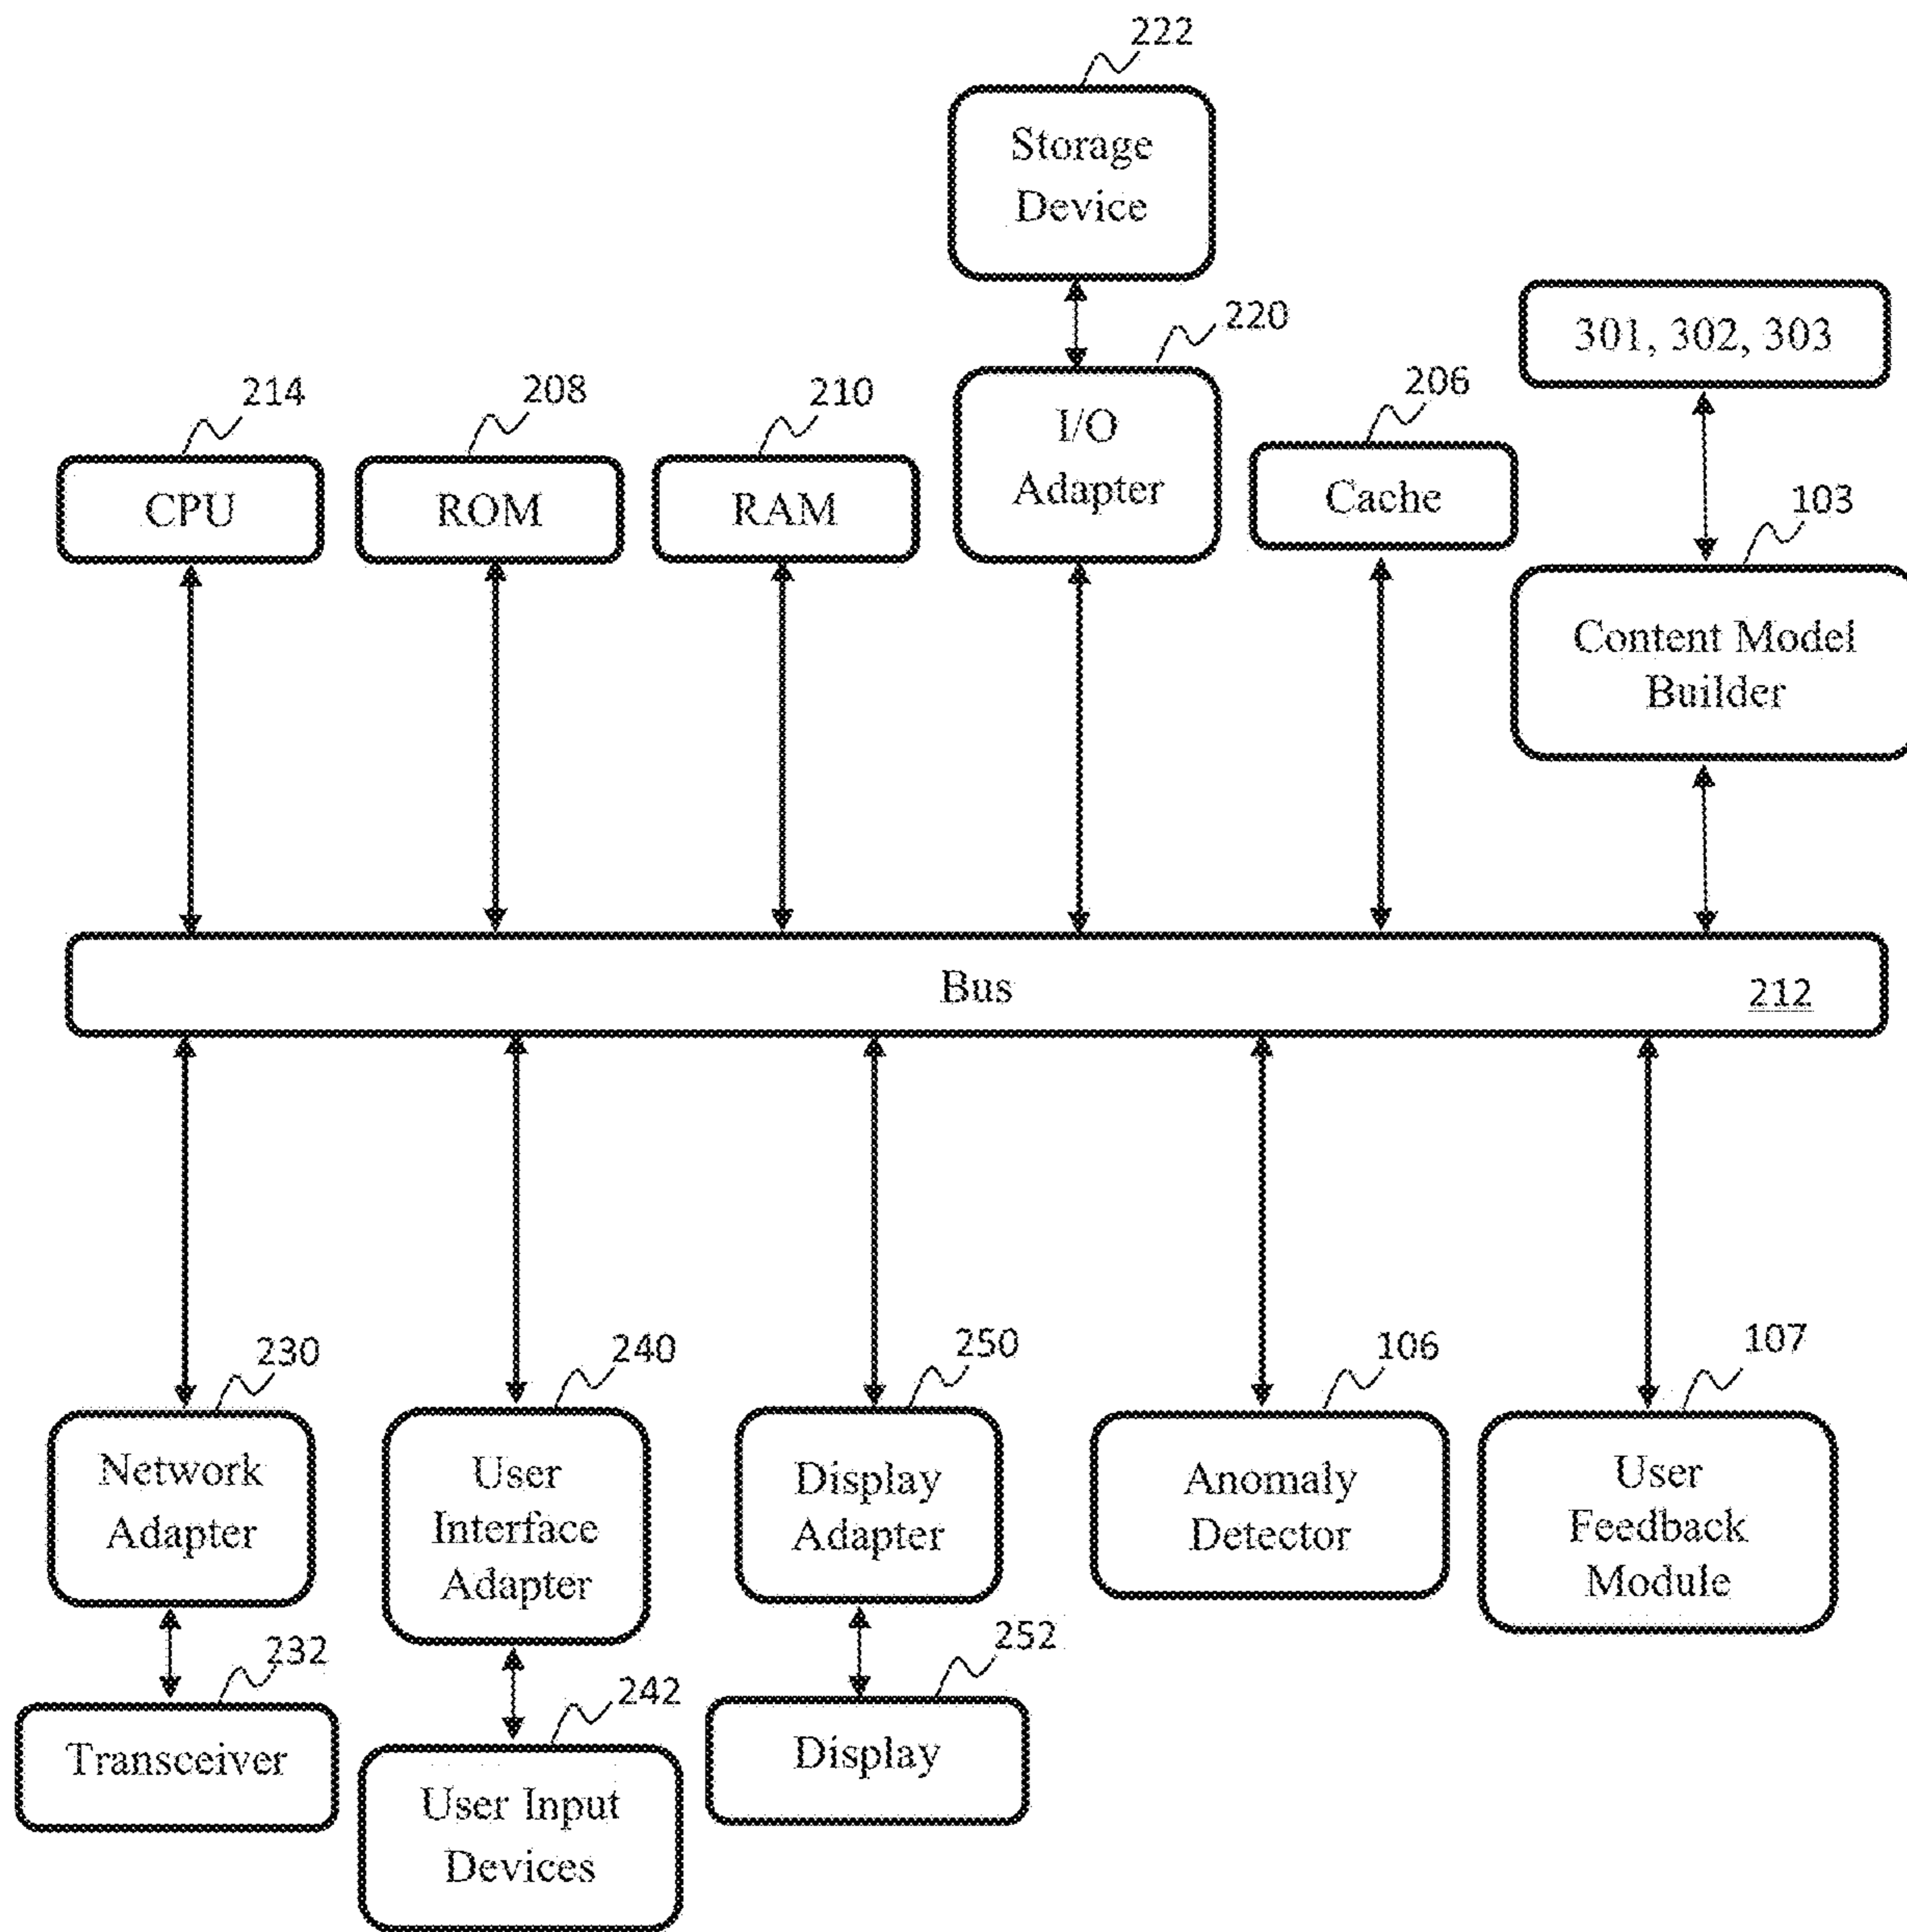 222
Storage
Device
220
301, 302, 303
214
208
210
I/O
Adapter
206
103
CPU
ROM
RAM
Cache
Content Model
Builder
Bus
212
230
240
250
106
107
Network
Adapter
User
Interface
Adapter
Display
Adapter
Anomaly
Detector
User
Feedback
Module
232
242
252
Transceiver
User Input
Devices
Display